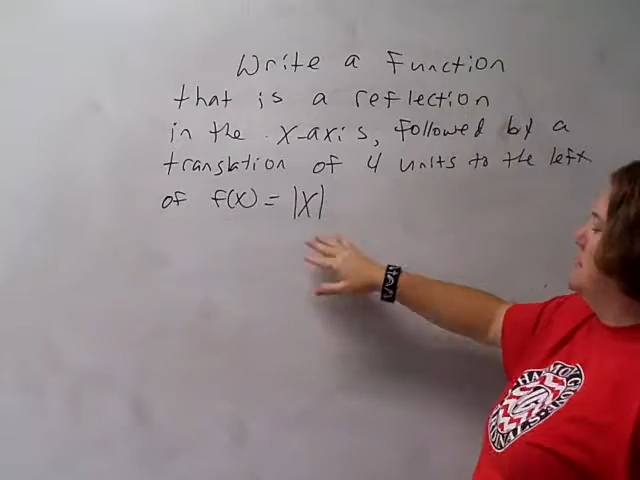 Write a Function
that is a reflection
in the x-axis, followed by a
translation of 4 units to the left
of f(x) = |x|